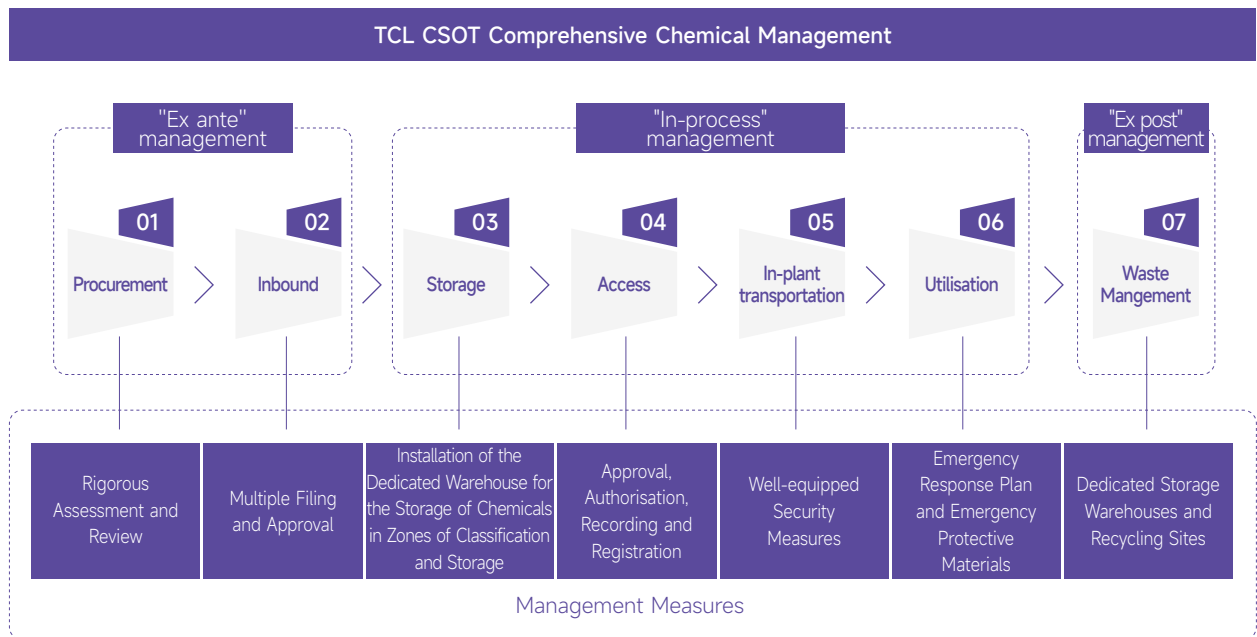 TCL CSOT Comprehensive Chemical Management
"Ex ante"
management
"In-process"
management
"Ex post"
management
01
Procurement
02
Inbound
03
Storage
04
Access
05
In-plant
transportation
06
Utilisation
07
Waste
Mangement
Rigorous
Assessment and
Review
Multiple Filing
and Approval
Installation of the
Dedicated Warehouse for
the Storage of Chemicals
in Zones of Classification
and Storage
Approval,
Authorisation,
Recording and
Registration
Well-equipped
Security
Measures
Emergency
Response Plan
and Emergency
Protective
Materials
Dedicated Storage
Warehouses and
Recycling Sites
Management Measures